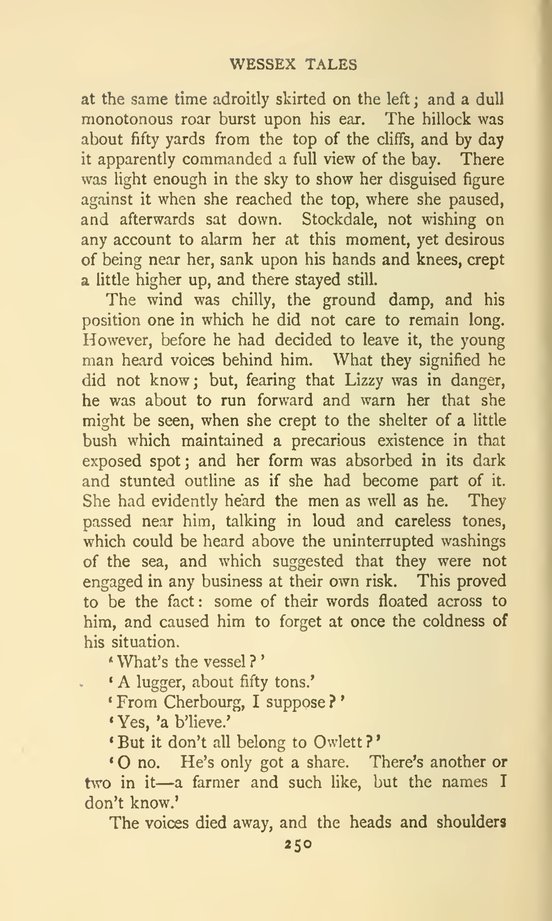 WESSEX TALES
at the same time adroitly skirted on the left; and a dull
monotonous roar burst upon his ear. The hillock was
about fifty yards from the top of the cliffs, and by day
it apparently commanded a full view of the bay. There
was light enough in the sky to show her disguised figure
against it when she reached the top, where she paused,
and afterwards sat down. Stockdale, not wishing on
any account to alarm her at this moment, yet desirous
of being near her, sank upon his hands and knees, crept
a little higher up, and there stayed still.
The wind was chilly, the ground damp, and his
position one in which he did not care to remain long.
However, before he had decided to leave it, the young
man heard voices behind him. What they signified he
did not know; but, fearing that Lizzy was in danger,
he was about to run forward and warn her that she
might be seen, when she crept to the shelter of a little
bush which maintained a precarious existence in that
exposed spot; and her form was absorbed in its dark
and stunted outline as if she had become part of it.
She had evidently heard the men as well as he. They
passed near him, talking in loud and careless tones,
which could be heard above the uninterrupted washings
of the sea, and which suggested that they were not
engaged in any business at their own risk. This proved
to be the fact: some of their words floated across to
him, and caused him to forget at once the coldness of
his situation.
‘What's the vessel?’
‘A lugger, about fifty tons.’
‘From Cherbourg, I suppose?’
‘Yes, 'a b'lieve.’
‘But it don't all belong to Owlett?’
‘O no. He's only got a share. There's another or
two in it—a farmer and such like, but the names I
don't know.’
The voices died away, and the heads and shoulders
250